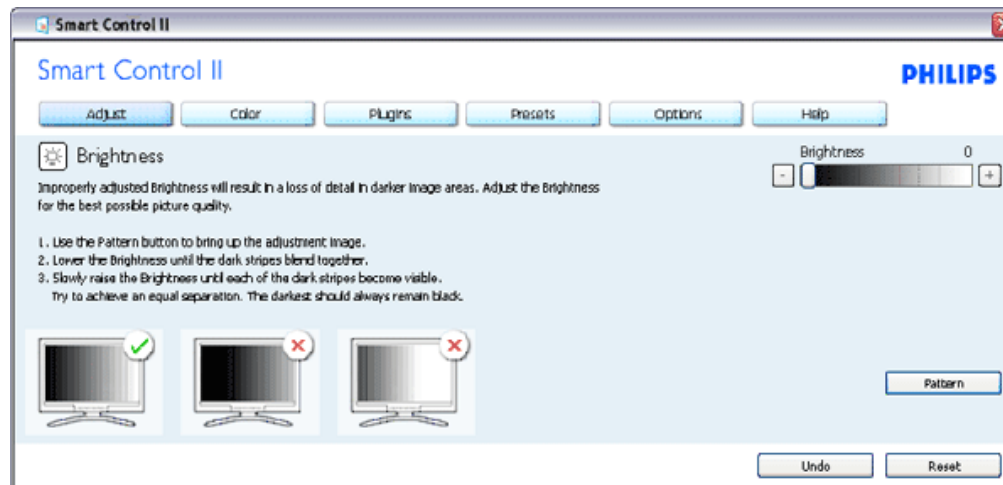 Smart Control II
Smart Control II
PHILIPS
Adjust Color Plugins Presets Options Help
Brightness
Brightness 0
- +
Improperly adjusted Brightness will result in a loss of detail in darker image areas. Adjust the Brightness
for the best possible picture quality.
1. Use the Pattern button to bring up the adjustment image.
2. Lower the Brightness until the dark stripes blend together.
3. Slowly raise the Brightness until each of the dark stripes become visible.
Try to achieve an equal separation. The darkest should always remain black.
Pattern
Undo Reset